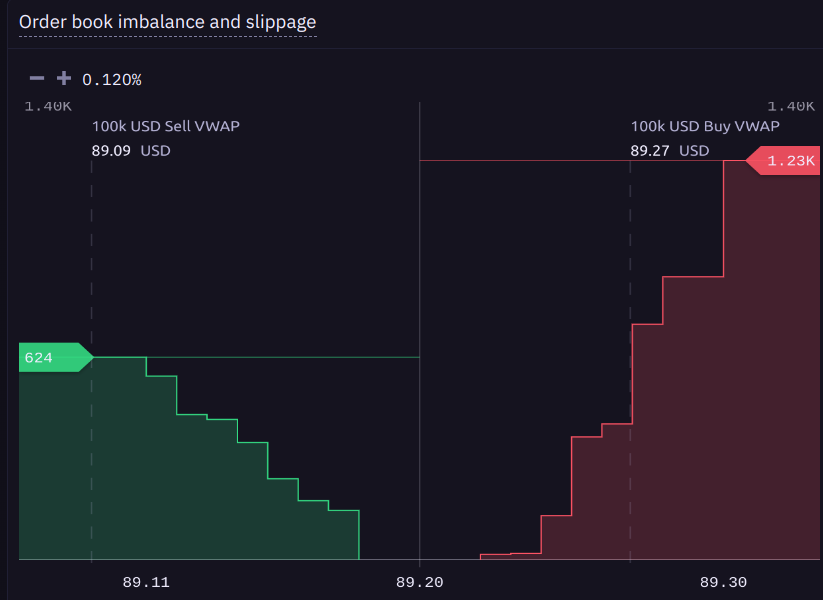 Order book imbalance and slippage
− + 0.120%
1.40K 1.40K
100k USD Sell VWAP 100k USD Buy VWAP
89.09 USD 89.27 USD
1.23K
624
89.11 89.20 89.30